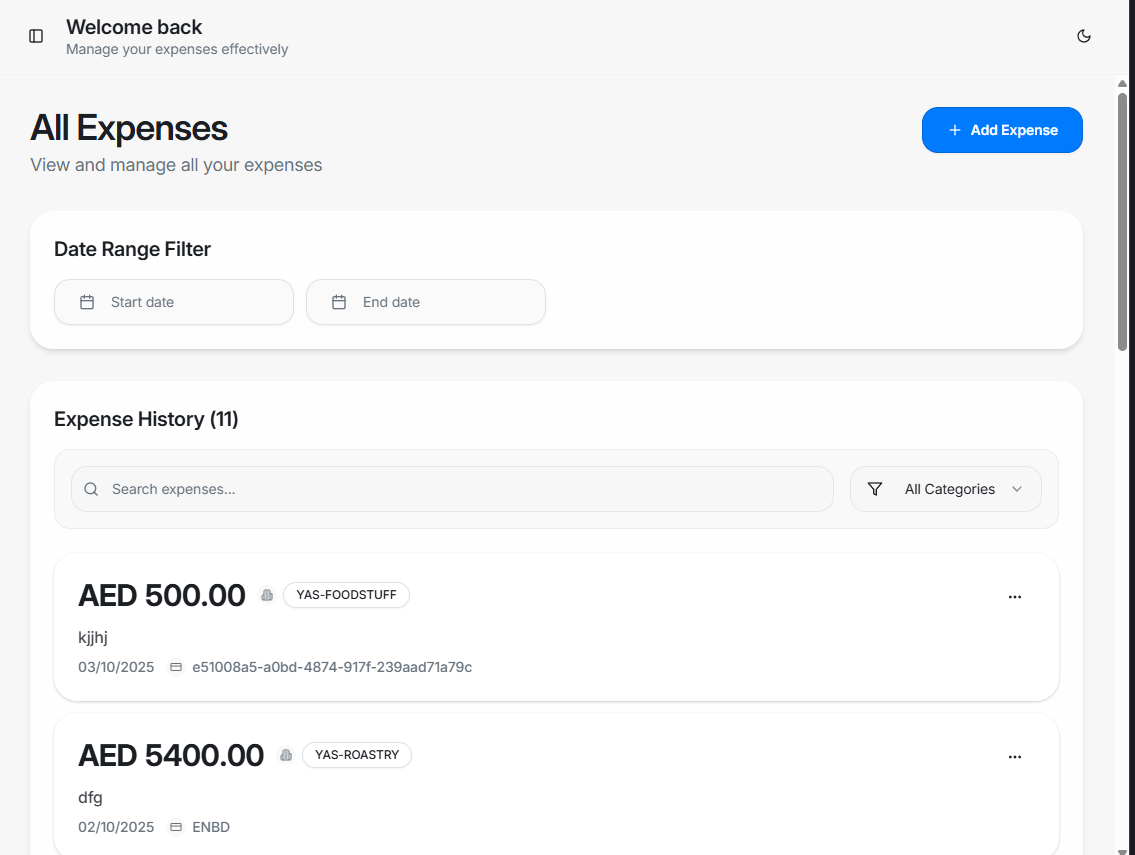 Welcome back
Manage your expenses effectively
All Expenses
Add Expense
View and manage all your expenses
Date Range Filter
Start date
End date
Expense History (11)
Search expenses...
All Categories
AED 500.00 YAS-FOODSTUFF
kjjhj
03/10/2025 e51008a5-a0bd-4874-917f-239aad71a79c
AED 5400.00 YAS-ROASTRY
dfg
02/10/2025 ENBD